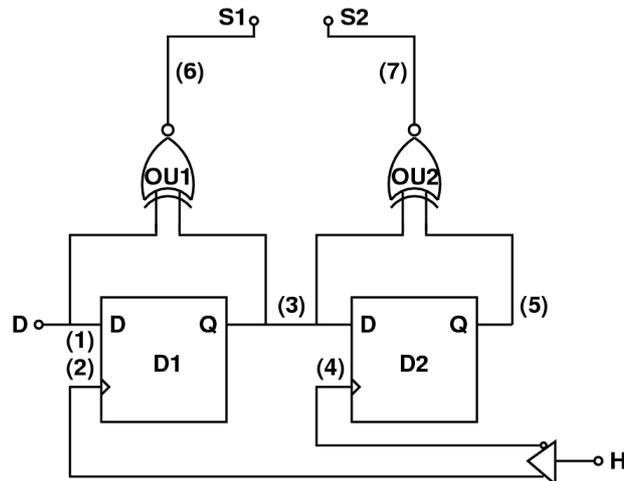 S1
S2
(6)
(7)
OU1
OU2
(3)
(5)
D
(1)
D
Q
D
Q
(2)
D1
(4)
D2
H